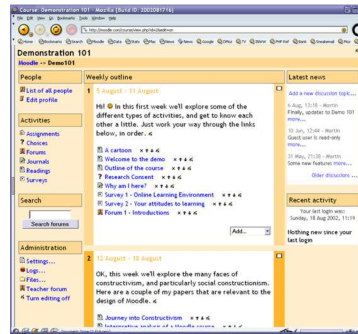 Course: Demonstration 101 - Mozilla {Build ID: 2002091116}
File Edit View Go Bookmarks Tools Window Help
Demonstration 101
Moodle -» Demo101
People
List of all people
Edit profile
Activities
Assignments
Choices
Forums
Journals
Readings
Surveys
Search
Search forums
Administration
Settings...
Logs...
Files...
Teacher forum
Turn editing off
Weekly outline
1 5 August - 11 August
Hi! In this first week we'll explore some of the
different types of activities, and get to know each
other a little. Just work your way through the links
below, in order.
A cartoon
Welcome to the demo
Outline of the course
Research Consent
Why am I here?
Survey 1 - Online Learning Environment
Survey 2 - Your attitudes to learning
Forum 1 - Introductions
Add...
2 12 August - 18 August
OK, this week we'll explore the many faces of
constructivism, and particularly social constructionism.
Here are a couple of my papers that are relevant to the
design of Moodle.
Journey into Constructivism
Interpretive analysis of a Moodle course
Latest news
Add a new discussion topic...
6 Aug, 12:18 - Martin
Finally, updates to Demo 101
more...
10 Jun, 12:44 - Martin
Guest user is read-only
more...
31 May, 21:28 - Martin
Some new features more...
Older discussions ...
Recent activity
Your last login was:
Sunday, 18 August 2002, 11:19
Nothing new since your
last login